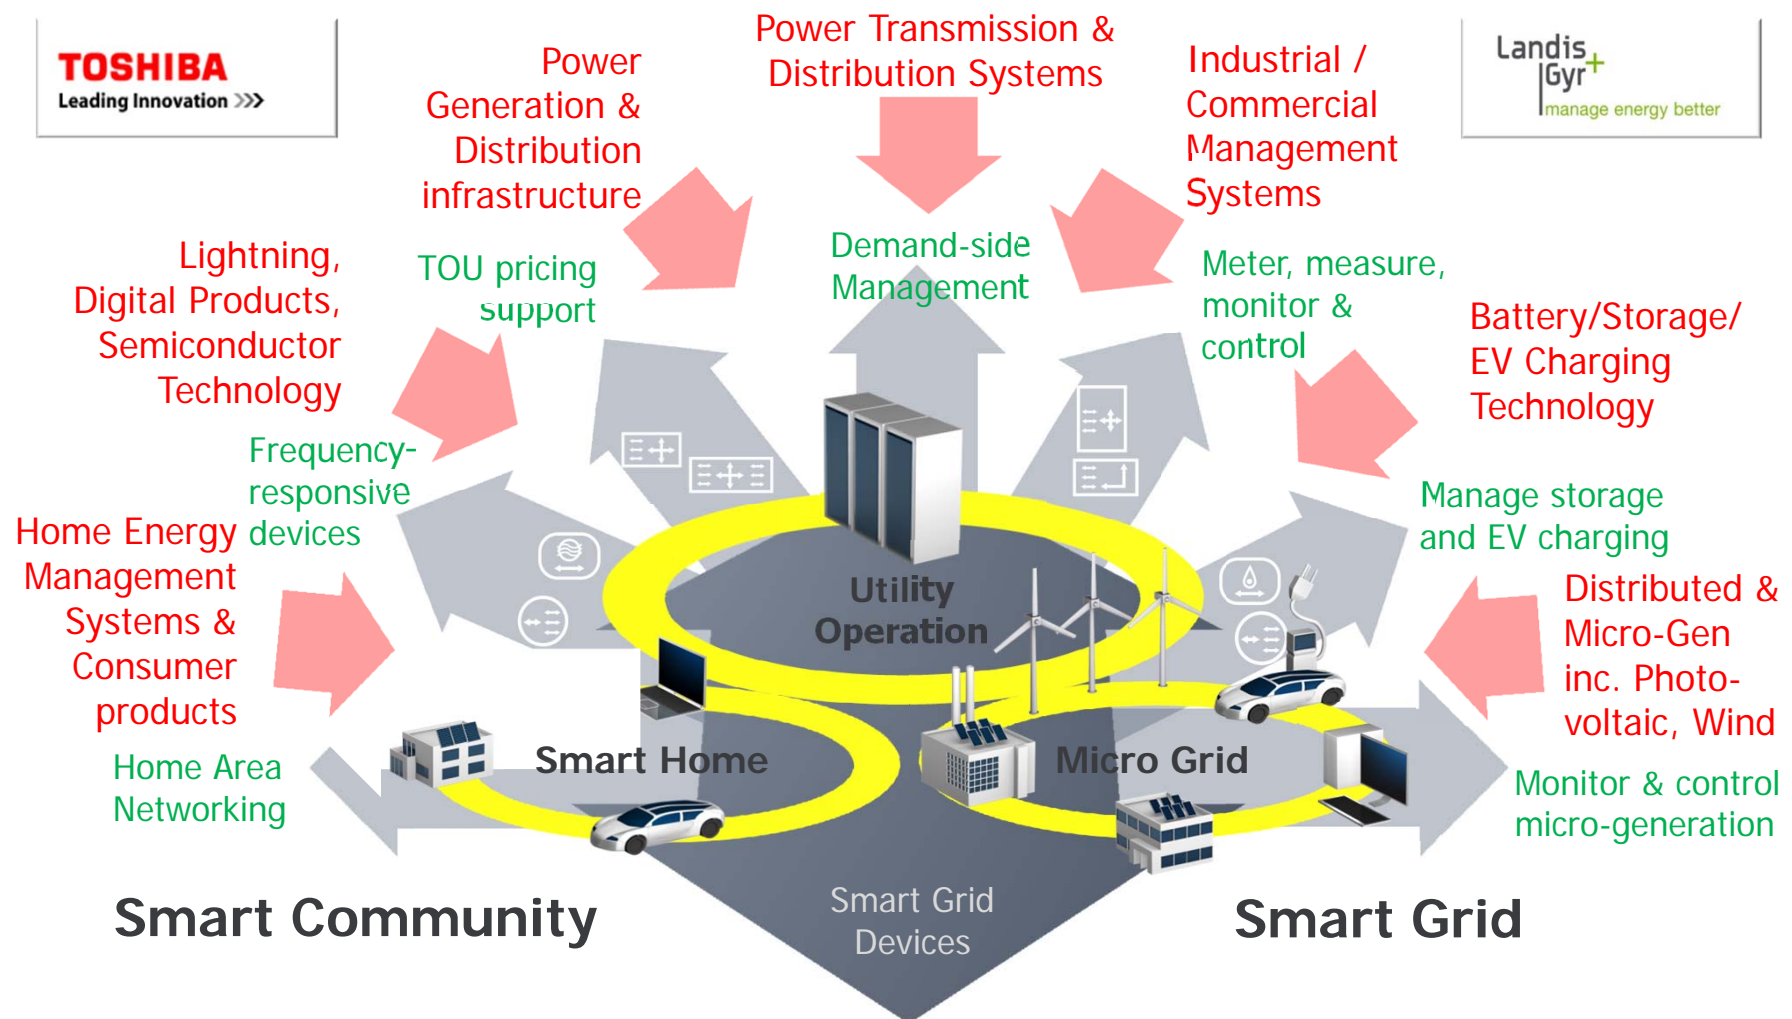 TOSHIBA
Leading Innovation >>>
Power Transmission &
Distribution Systems
Landis
|Gyr+
manage energy better
Power
Generation &
Distribution
infrastructure
Industrial /
Commercial
Management
Systems
Lightning,
Digital Products,
Semiconductor
Technology
TOU pricing
support
Demand-side
Management
Meter, measure,
monitor &
control
Battery/Storage/
EV Charging
Technology
Frequency-
responsive
devices
Manage storage
and EV charging
Home Energy
Management
Systems &
Consumer
products
Utility
Operation
Distributed &
Micro-Gen
inc. Photo-
voltaic, Wind
Home Area
Networking
Smart Home
Micro Grid
Monitor & control
micro-generation
Smart Community
Smart Grid
Devices
Smart Grid